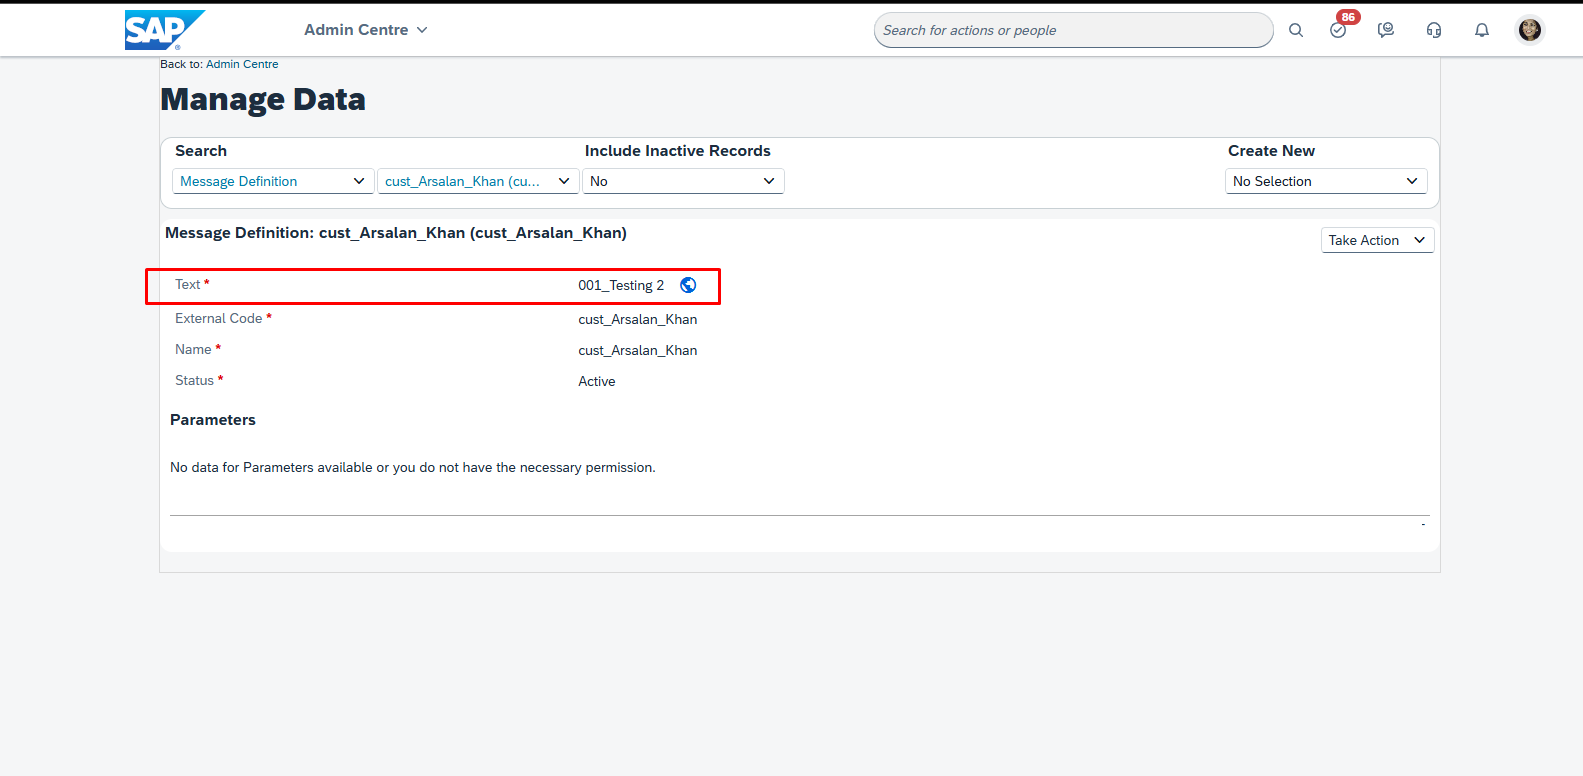 SAP
®
Admin Centre
Search for actions or people
86
Back to: Admin Centre
Manage Data
Search
Include Inactive Records
Create New
Message Definition
cust_Arsalan_Khan (cu...
No
No Selection
Message Definition: cust_Arsalan_Khan (cust_Arsalan_Khan)
Take Action
Text * 001_Testing 2
External Code * cust_Arsalan_Khan
Name * cust_Arsalan_Khan
Status * Active
Parameters
No data for Parameters available or you do not have the necessary permission.
-